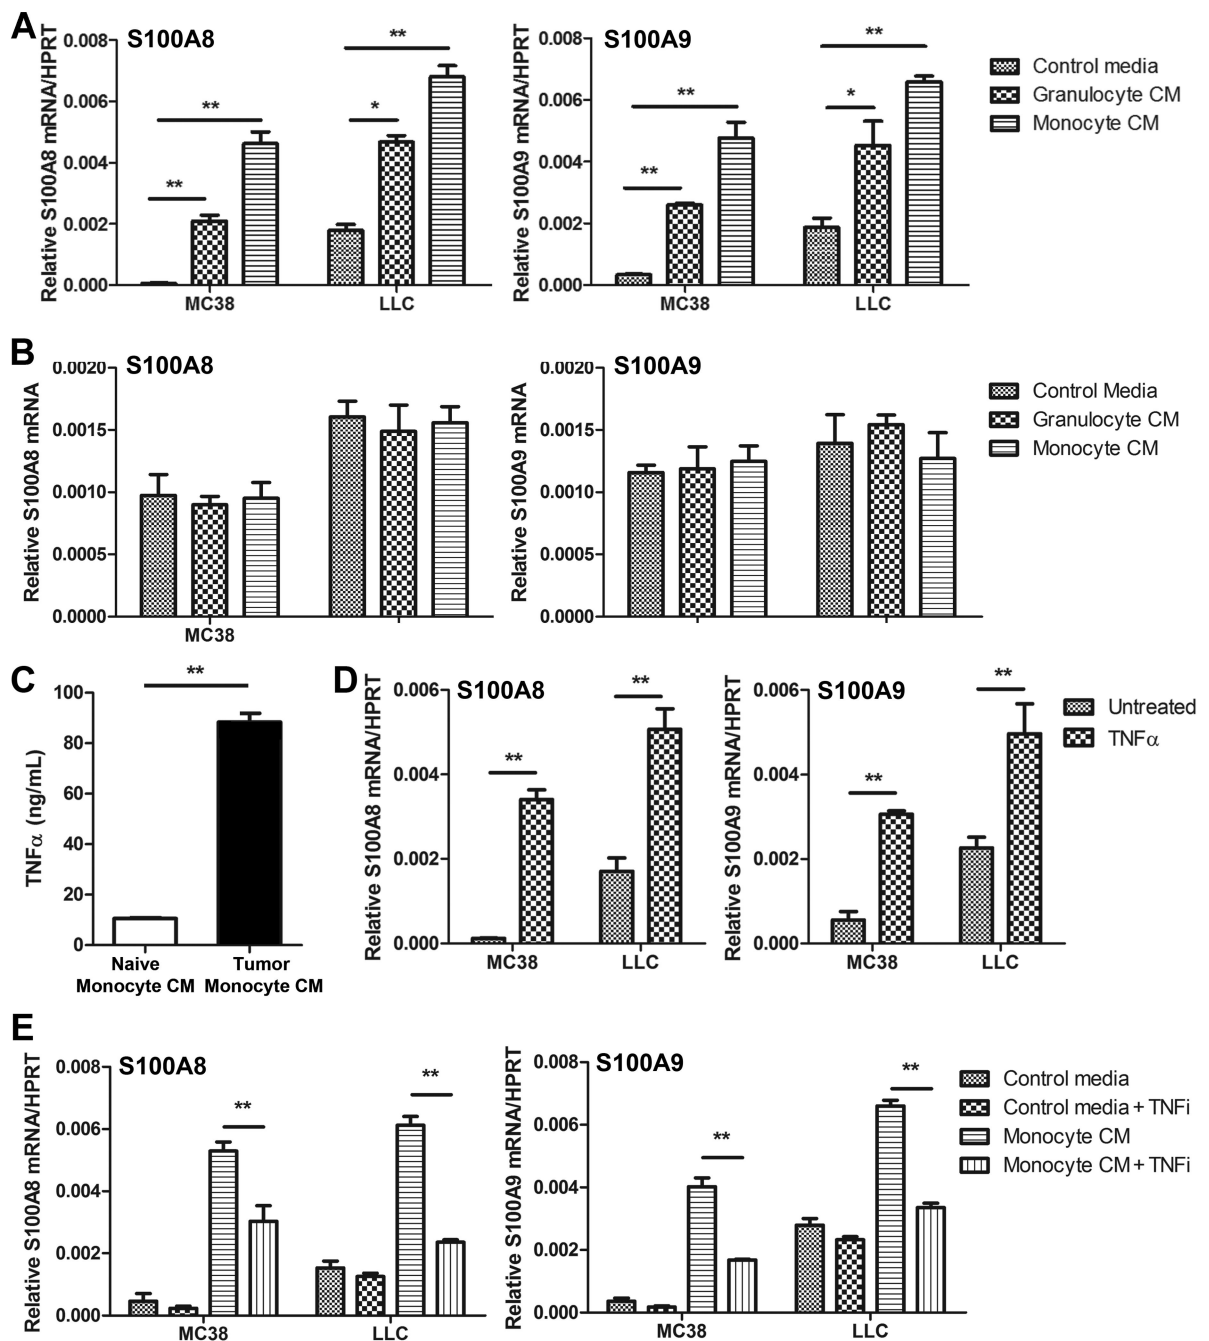 A
S100A8
Relative S100A8 mRNA/HPRT
0.008
0.006
0.004
0.002
0.000
**
**
*
**
MC38
LLC
S100A9
Relative S100A9 mRNA/HPRT
0.008
0.006
0.004
0.002
0.000
**
**
*
**
MC38
LLC
Control media
Granulocyte CM
Monocyte CM
B
S100A8
Relative S100A8 mRNA
0.0020
0.0015
0.0010
0.0005
0.0000
MC38
S100A9
Relative S100A9 mRNA
0.0020
0.0015
0.0010
0.0005
0.0000
Control Media
Granulocyte CM
Monocyte CM
C
TNFα (ng/mL)
100
80
60
40
20
0
**
Naive
Monocyte CM
Tumor
Monocyte CM
D
S100A8
Relative S100A8 mRNA/HPRT
0.006
0.004
0.002
0.000
**
**
MC38
LLC
S100A9
Relative S100A9 mRNA/HPRT
0.006
0.004
0.002
0.000
**
**
MC38
LLC
Untreated
TNFα
E
S100A8
Relative S100A8 mRNA/HPRT
0.008
0.006
0.004
0.002
0.000
**
**
MC38
LLC
S100A9
Relative S100A9 mRNA/HPRT
0.008
0.006
0.004
0.002
0.000
**
**
MC38
LLC
Control media
Control media + TNFi
Monocyte CM
Monocyte CM + TNFi